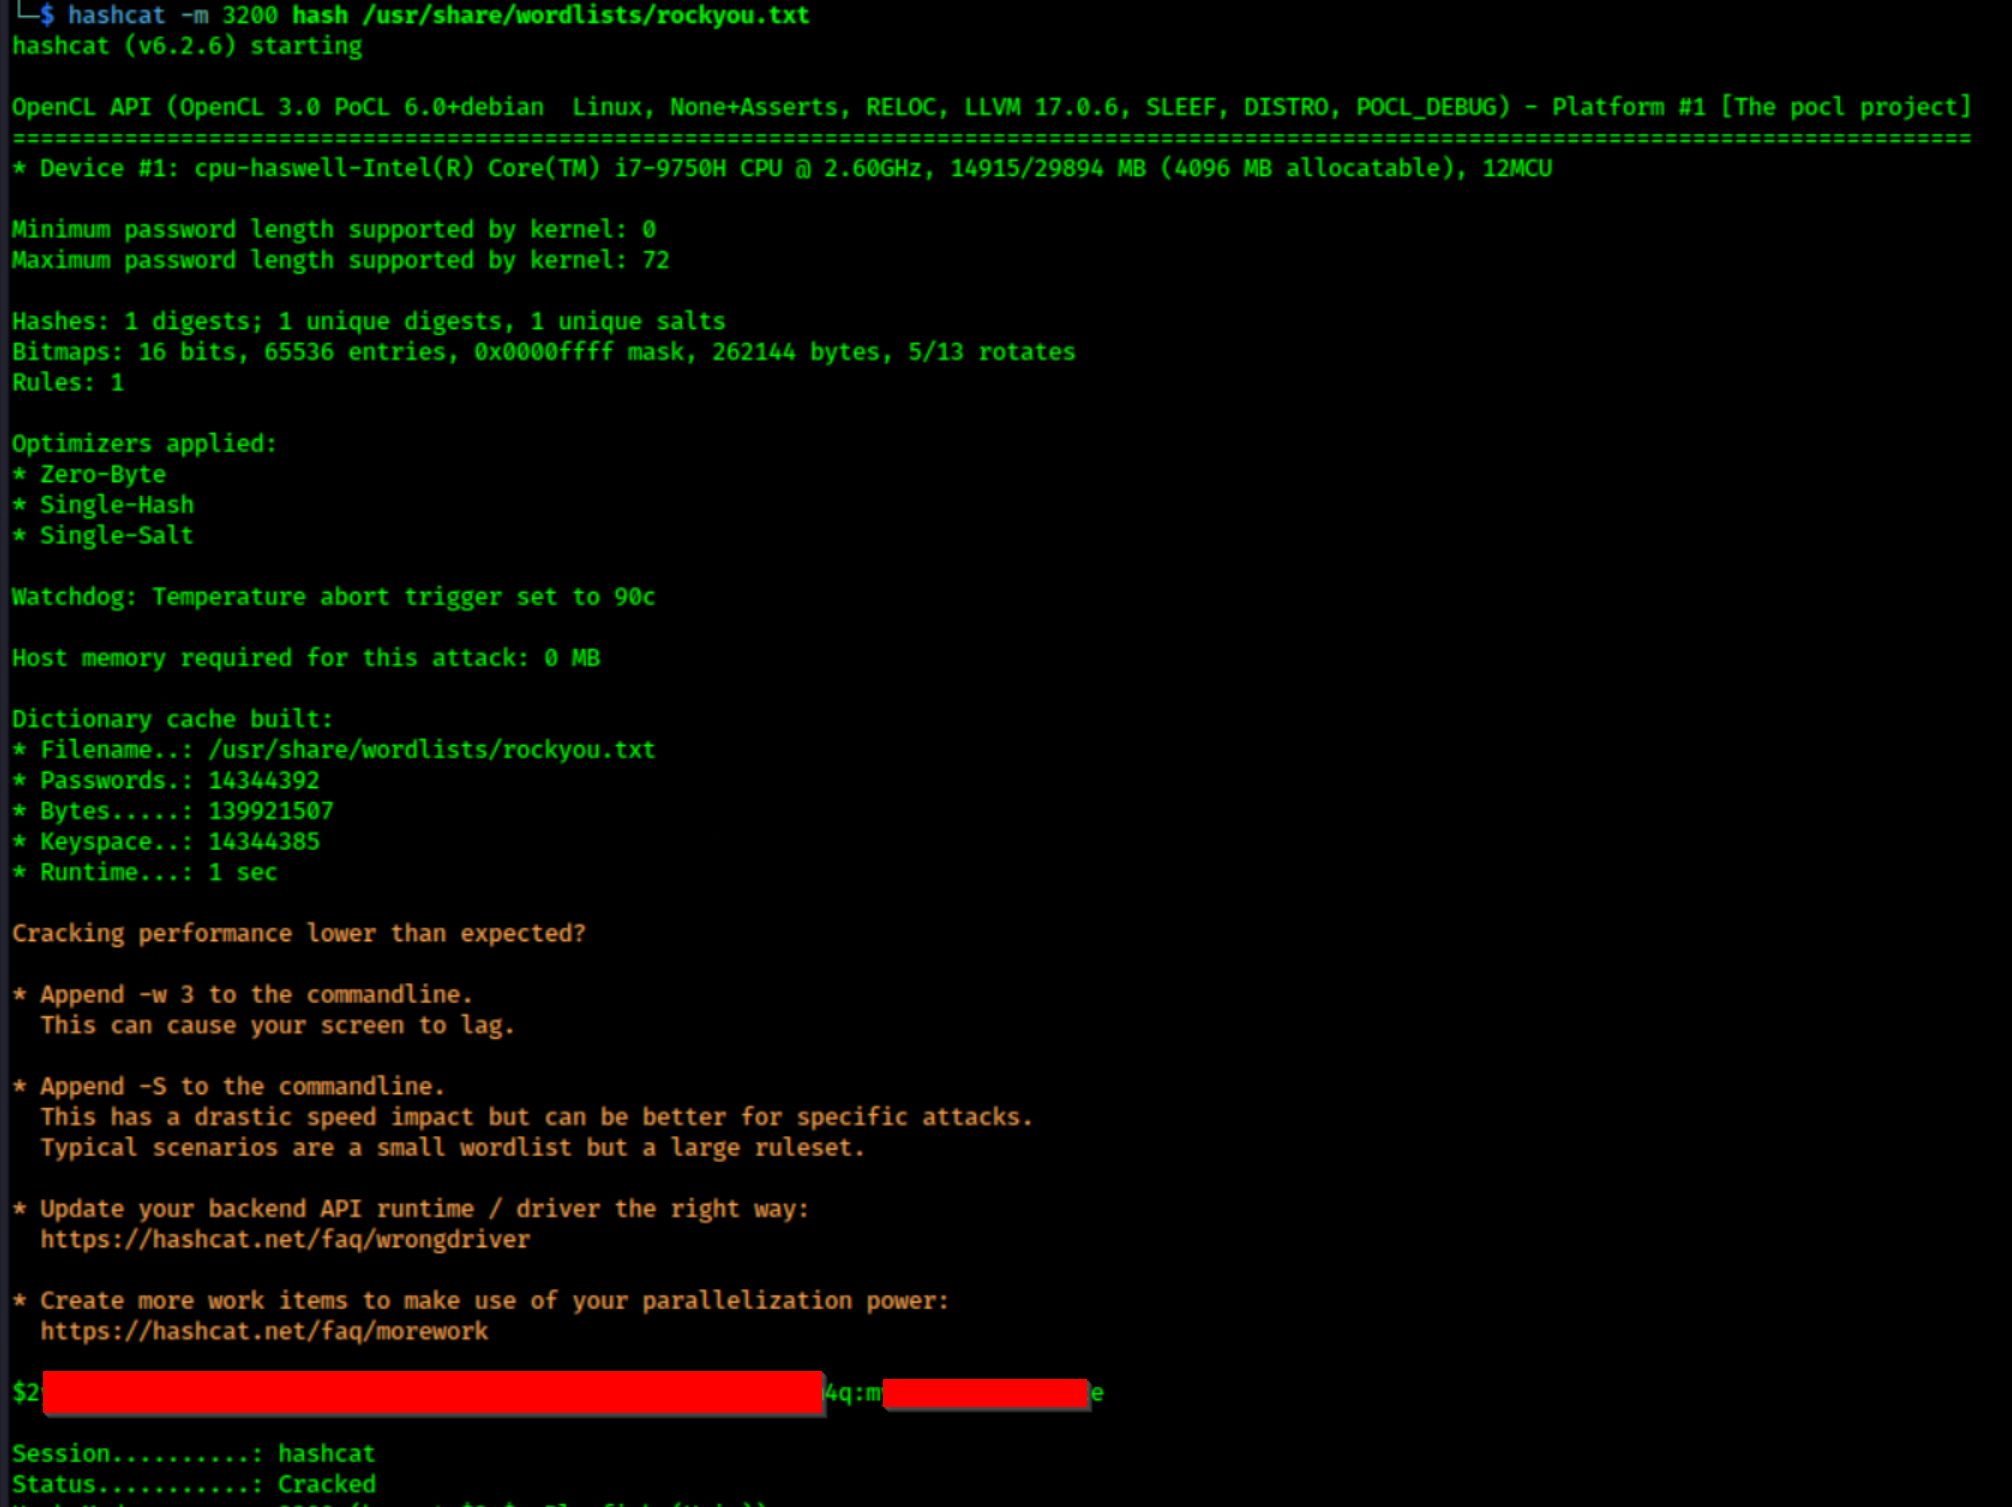 └─$ hashcat -m 3200 hash /usr/share/wordlists/rockyou.txt
hashcat (v6.2.6) starting
OpenCL API (OpenCL 3.0 PoCL 6.0+debian  Linux, None+Asserts, RELOC, LLVM 17.0.6, SLEEF, DISTRO, POCL_DEBUG) - Platform #1 [The pocl project]
============================================================================================================================================
* Device #1: cpu-haswell-Intel(R) Core(TM) i7-9750H CPU @ 2.60GHz, 14915/29894 MB (4096 MB allocatable), 12MCU
Minimum password length supported by kernel: 0
Maximum password length supported by kernel: 72
Hashes: 1 digests; 1 unique digests, 1 unique salts
Bitmaps: 16 bits, 65536 entries, 0x0000ffff mask, 262144 bytes, 5/13 rotates
Rules: 1
Optimizers applied:
* Zero-Byte
* Single-Hash
* Single-Salt
Watchdog: Temperature abort trigger set to 90c
Host memory required for this attack: 0 MB
Dictionary cache built:
* Filename..: /usr/share/wordlists/rockyou.txt
* Passwords.: 14344392
* Bytes.....: 139921507
* Keyspace..: 14344385
* Runtime...: 1 sec
Cracking performance lower than expected?
* Append -w 3 to the commandline.
  This can cause your screen to lag.
* Append -S to the commandline.
  This has a drastic speed impact but can be better for specific attacks.
  Typical scenarios are a small wordlist but a large ruleset.
* Update your backend API runtime / driver the right way:
  https://hashcat.net/faq/wrongdriver
* Create more work items to make use of your parallelization power:
  https://hashcat.net/faq/morework
$2 4q:m e
Session..........: hashcat
Status...........: Cracked